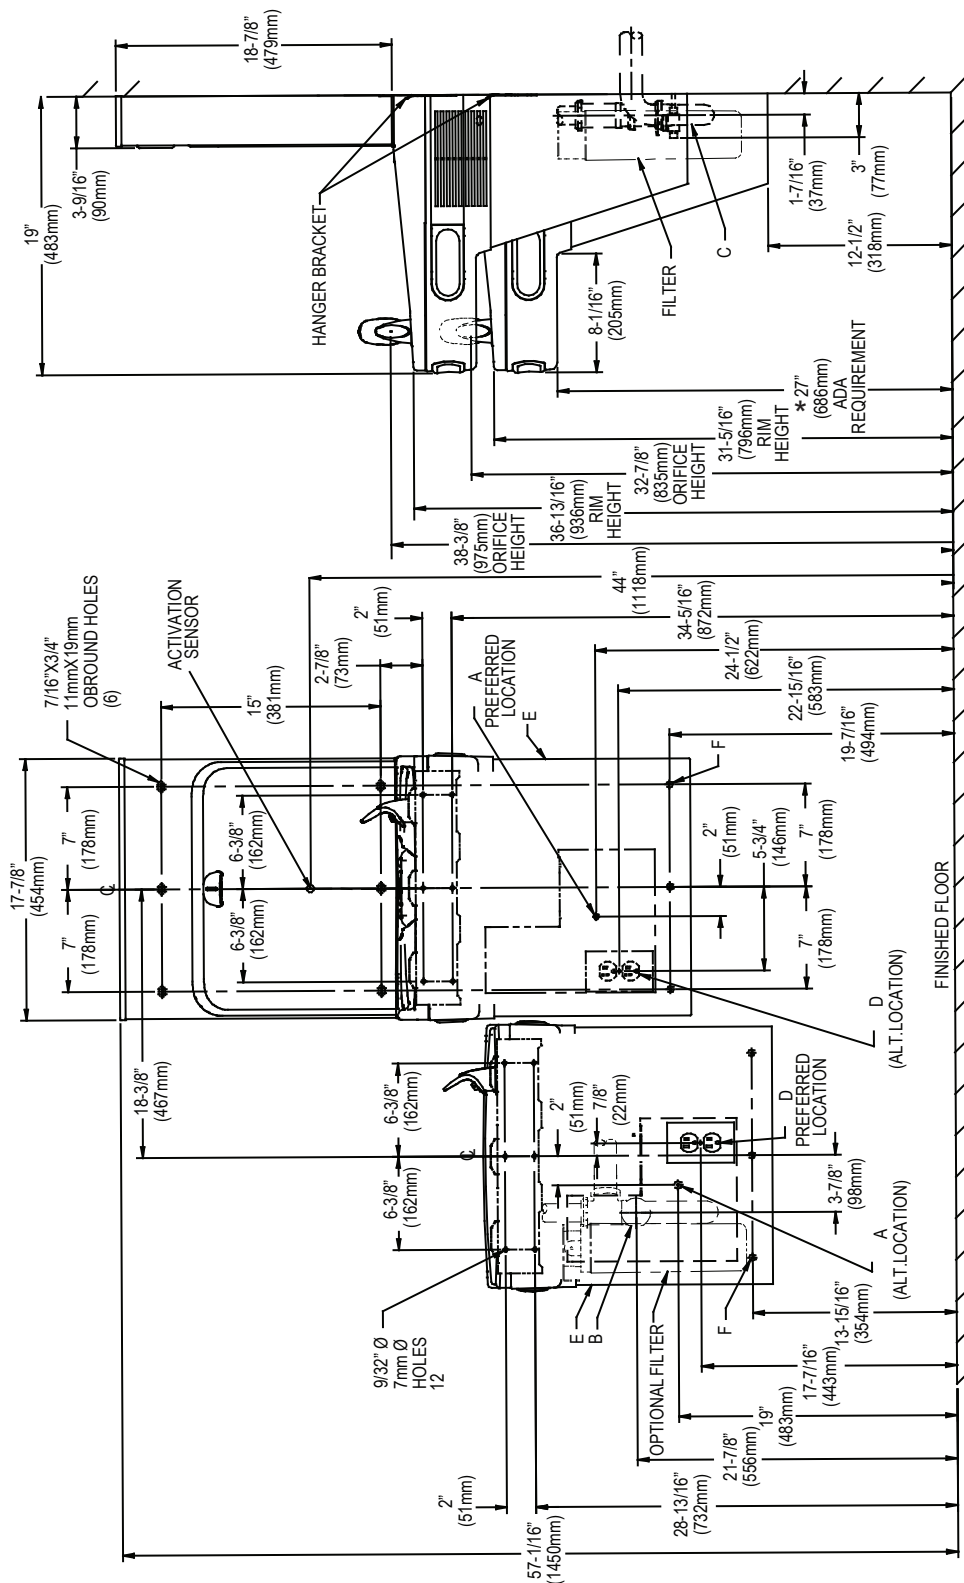 19"
(483mm)
3-9/16"
(90mm)
18-7/8"
(479mm)
HANGER BRACKET
8-1/16"
(205mm)
FILTER
C
1-7/16"
(37mm)
3"
(77mm)
12-1/2"
(318mm)
*27"
(686mm)
ADA
REQUIREMENT
31-5/16"
(796mm)
RIM
HEIGHT
32-7/8"
(835mm)
ORIFICE
HEIGHT
36-13/16"
(936mm)
RIM
HEIGHT
38-3/8"
(975mm)
ORIFICE
HEIGHT
7/16"X3/4"
11mmX19mm
OBROUND HOLES
(6)
ACTIVATION
SENSOR
15"
(381mm)
2-7/8"
(73mm)
2"
(51mm)
44"
(1118mm)
A
PREFERRED
LOCATION
E
34-5/16"
(872mm)
24-1/2"
(622mm)
22-15/16"
(583mm)
19-7/16"
(494mm)
F
17-7/8"
(454mm)
7"
(178mm)
7"
(178mm)
℄
6-3/8"
(162mm)
6-3/8"
(162mm)
2"
(51mm)
5-3/4"
(146mm)
7"
(178mm)
7"
(178mm)
FINISHED FLOOR
D
(ALT.LOCATION)
18-3/8"
(467mm)
6-3/8"
(162mm)
6-3/8"
(162mm)
℄
2"
(51mm)
7/8"
(22mm)
D
PREFERRED
LOCATION
3-7/8"
(98mm)
A
(ALT.LOCATION)
9/32" Ø
7mm Ø
HOLES
12
E
B
OPTIONAL FILTER
F
13-15/16"
(354mm)
17-7/16"
(443mm)
19"
(483mm)
21-7/8"
(556mm)
28-13/16"
(732mm)
2"
(51mm)
57-1/16"
(1450mm)